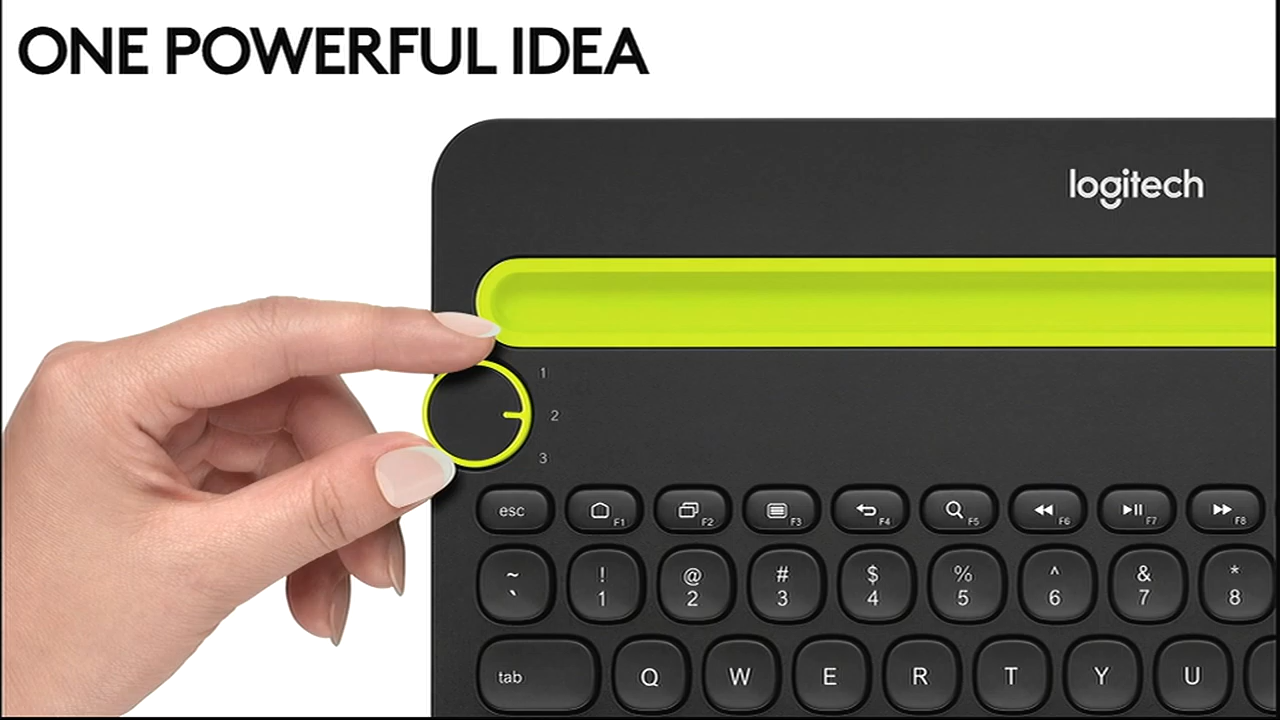 ONE POWERFUL IDEA
logitech
1
2
3
esc F1 F2 F3 F4 F5 F6 F7 F8
~ ! @ # $ % ^ & *
` 1 2 3 4 5 6 7 8
tab Q W E R T Y U